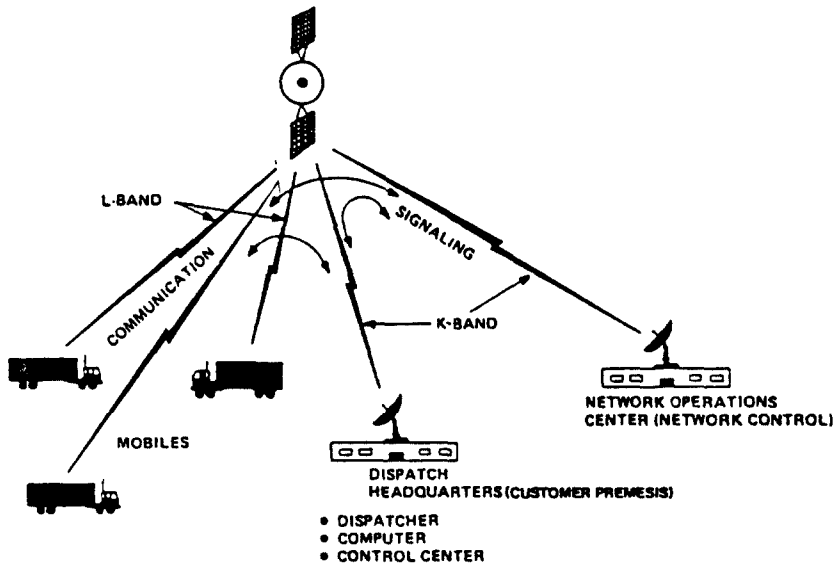 L-BAND
SIGNALING
COMMUNICATION
K-BAND
NETWORK OPERATIONS
CENTER (NETWORK CONTROL)
MOBILES
DISPATCH
HEADQUARTERS (CUSTOMER PREMESIS)
• DISPATCHER
• COMPUTER
• CONTROL CENTER